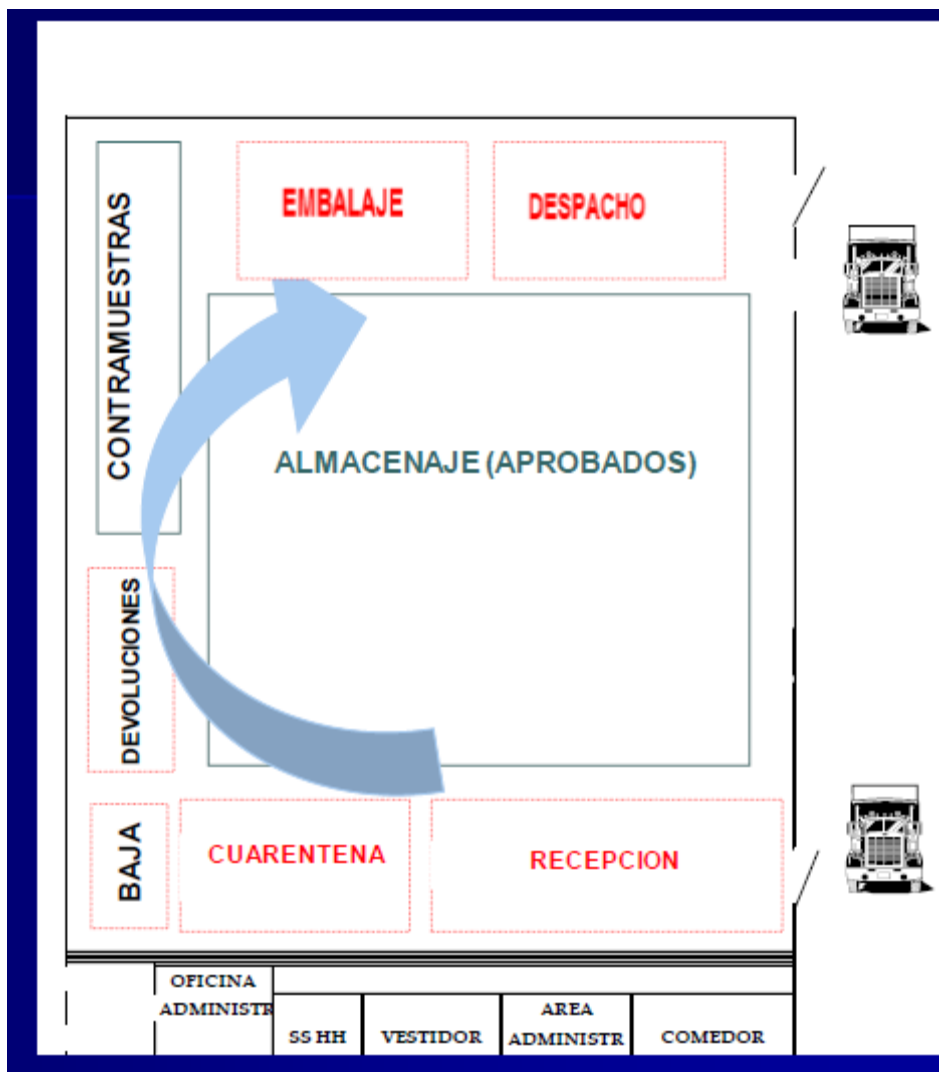 EMBALAJE
DESPACHO
CONTRAMUESTRAS
ALMACENAJE (APROBADOS)
DEVOLUCIONES
BAJA
CUARENTENA
RECEPCION
OFICINA
ADMINISTR
SS HH
VESTIDOR
AREA
ADMINISTR
COMEDOR